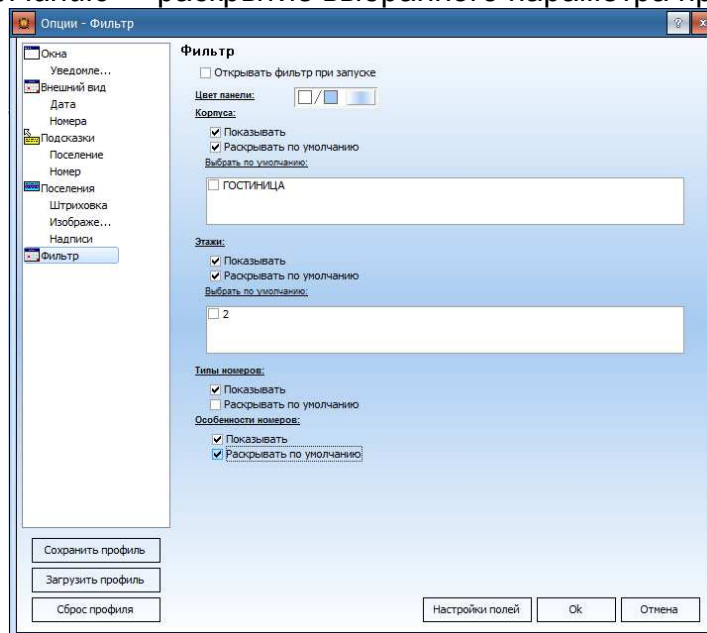 раскрытие выбранного параметра
Опции - Фильтр
Окна
Уведомле...
Внешний вид
Дата
Номера
Подсказки
Поселение
Номер
Поселения
Штриховка
Изображе...
Надписи
Фильтр
Сохранить профиль
Загрузить профиль
Сброс профиля
Фильтр
Открывать фильтр при запуске
Цвет панели: /
Корпуса:
Показывать
Раскрывать по умолчанию
Выбрать по умолчанию:
ГОСТИНИЦА
Этажи:
Показывать
Раскрывать по умолчанию
Выбрать по умолчанию:
2
Типы номеров:
Показывать
Раскрывать по умолчанию
Особенности номеров:
Показывать
Раскрывать по умолчанию
Настройки полей
Ok
Отмена